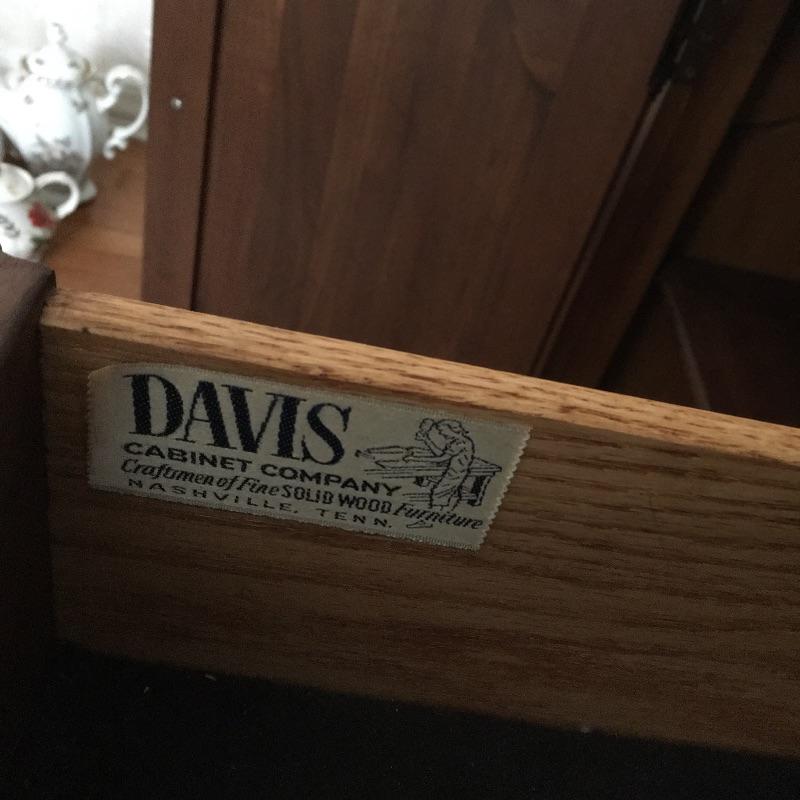 DAVIS
CABINET COMPANY
Craftsmen of Fine SOLID WOOD Furniture
NASHVILLE, TENN.